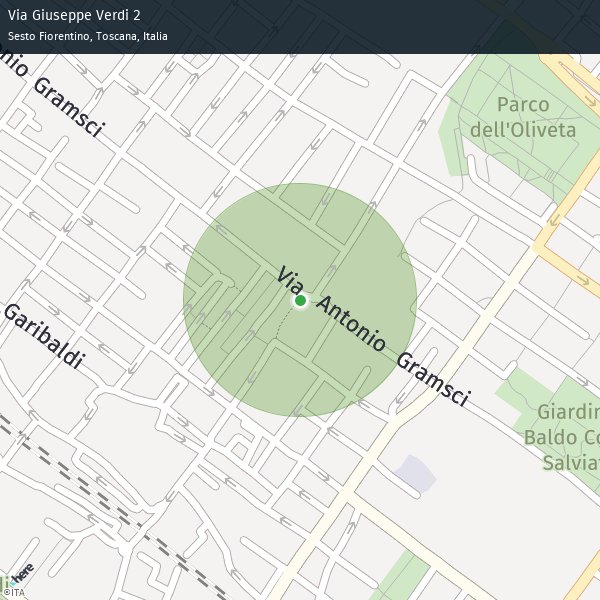 Via Giuseppe Verdi 2
Sesto Fiorentino, Toscana, Italia
onio Gramsci
Parco
dell'Oliveta
Via Antonio Gramsci
Garibaldi
Giardin
Baldo Co
Salviat
here
©ITA